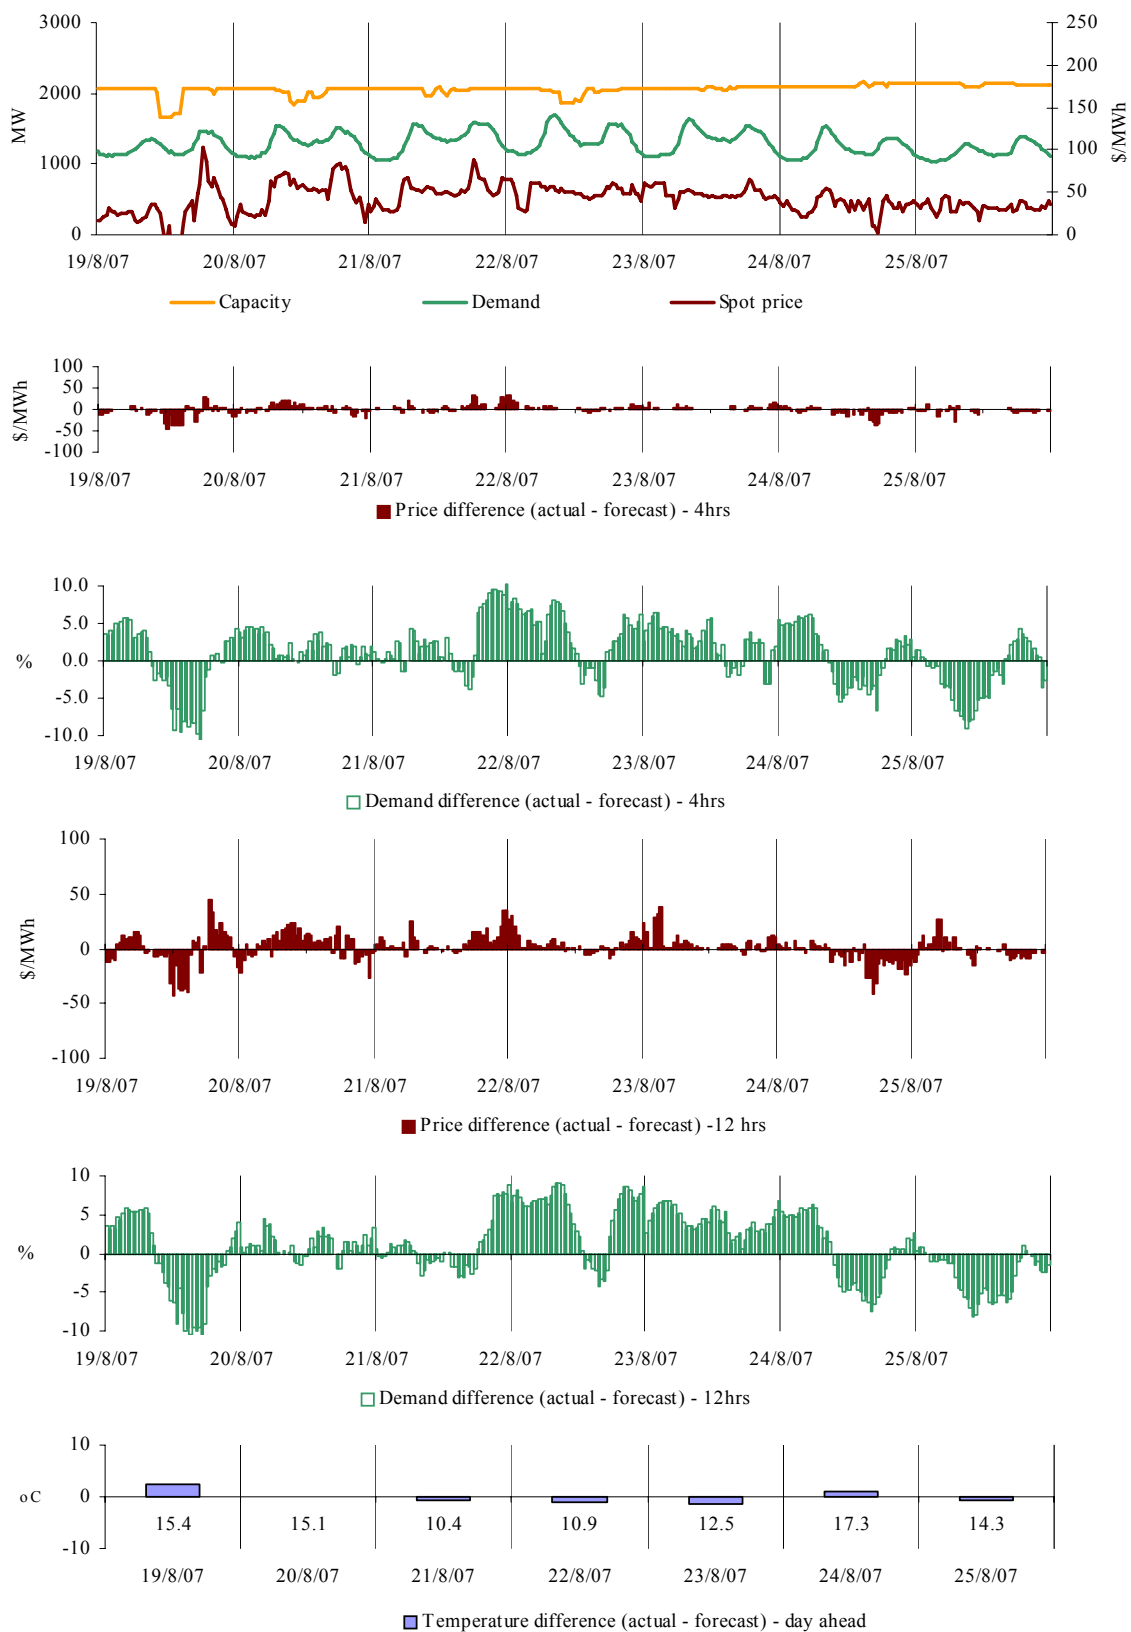 3000 250
200
2000
150
MW $/MWh
100
1000
50
0 0
19/8/07 20/8/07 21/8/07 22/8/07 23/8/07 24/8/07 25/8/07
Capacity Demand Spot price
100
50
$/MWh 0
-50
-100
19/8/07 20/8/07 21/8/07 22/8/07 23/8/07 24/8/07 25/8/07
Price difference (actual - forecast) - 4hrs
10.0
5.0
% 0.0
-5.0
-10.0
19/8/07 20/8/07 21/8/07 22/8/07 23/8/07 24/8/07 25/8/07
Demand difference (actual - forecast) - 4hrs
100
50
$/MWh 0
-50
-100
19/8/07 20/8/07 21/8/07 22/8/07 23/8/07 24/8/07 25/8/07
Price difference (actual - forecast) -12 hrs
10
5
% 0
-5
-10
19/8/07 20/8/07 21/8/07 22/8/07 23/8/07 24/8/07 25/8/07
Demand difference (actual - forecast) - 12hrs
10
oC 0
15.4 15.1 10.4 10.9 12.5 17.3 14.3
-10
19/8/07 20/8/07 21/8/07 22/8/07 23/8/07 24/8/07 25/8/07
Temperature difference (actual - forecast) - day ahead